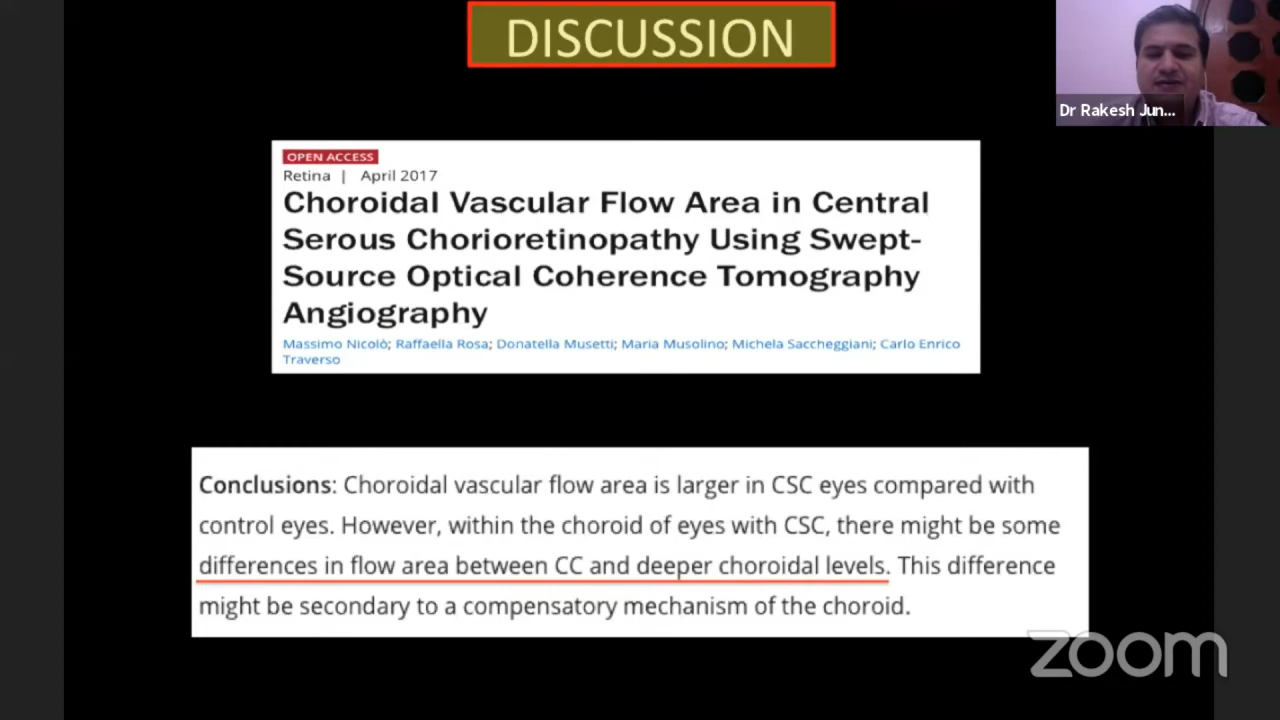 DISCUSSION
Dr Rakesh Jun...
OPEN ACCESS
Retina | April 2017
Choroidal Vascular Flow Area in Central
Serous Chorioretinopathy Using Swept-
Source Optical Coherence Tomography
Angiography
Massimo Nicolò; Raffaella Rosa; Donatella Musetti; Maria Musolino; Michela Saccheggiani; Carlo Enrico
Traverso
Conclusions: Choroidal vascular flow area is larger in CSC eyes compared with
control eyes. However, within the choroid of eyes with CSC, there might be some
differences in flow area between CC and deeper choroidal levels. This difference
might be secondary to a compensatory mechanism of the choroid.
zoom